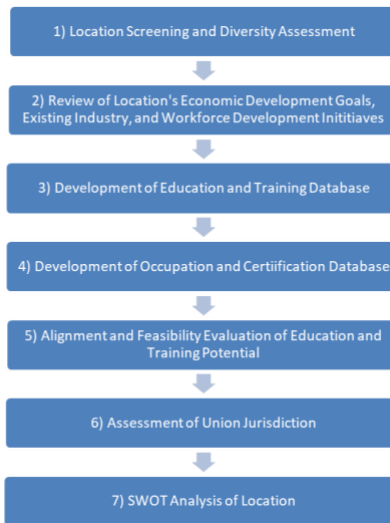 1) Location Screening and Diversity Assessment
2) Review of Location's Economic Development Goals,
Existing Industry, and Workforce Development Inititiaves
3) Development of Education and Training Database
4) Development of Occupation and Certiification Database
5) Alignment and Feasibility Evaluation of Education and
Training Potential
6) Assessment of Union Jurisdiction
7) SWOT Analysis of Location